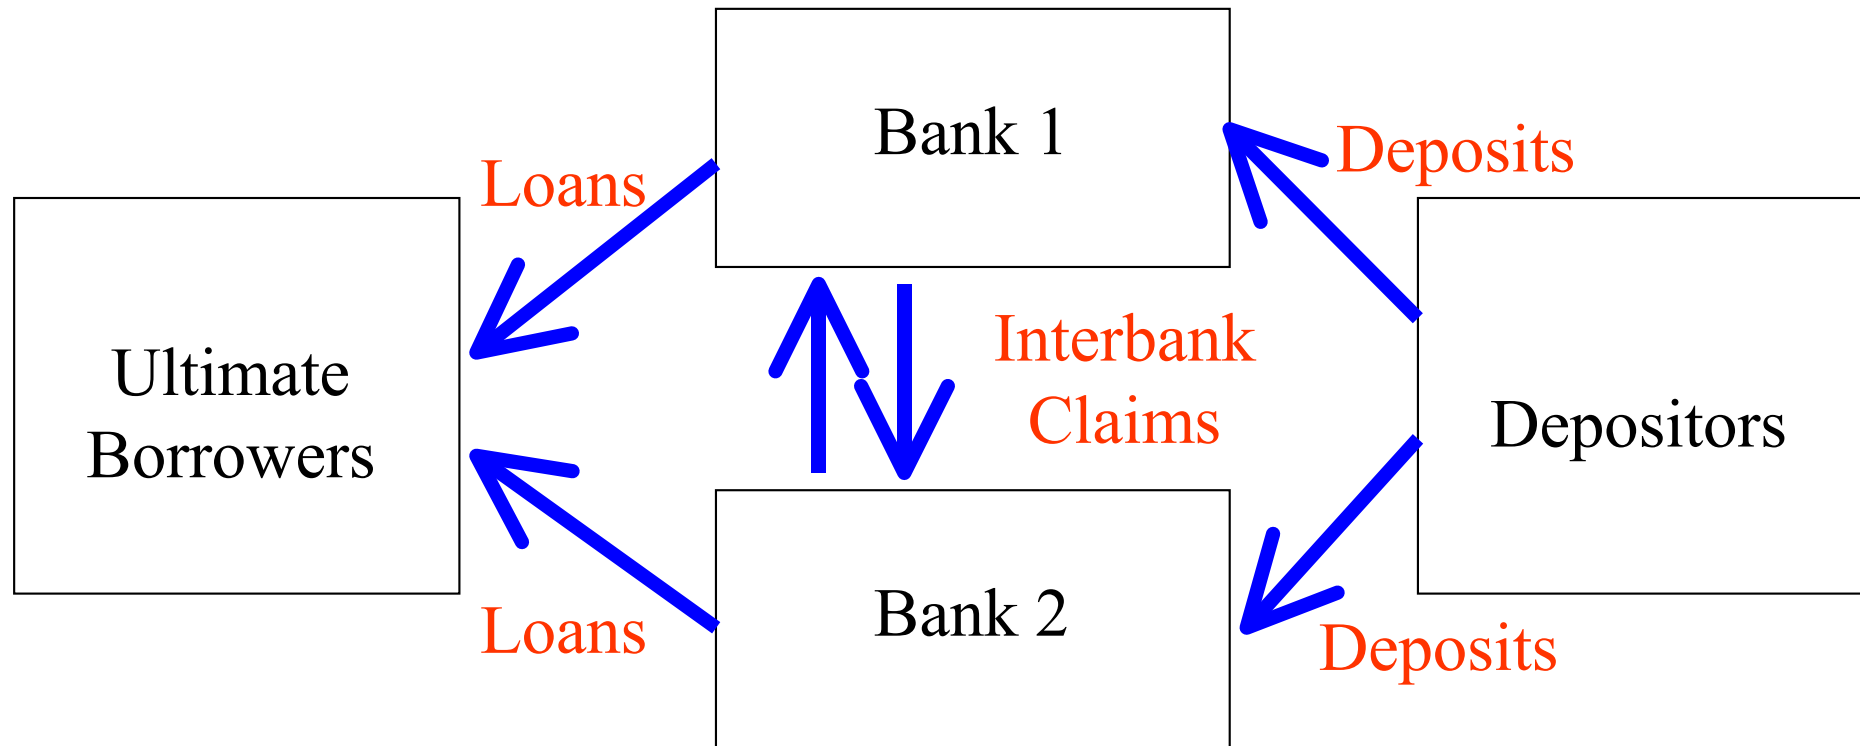 Bank 1
Deposits
Loans
Interbank
Claims
Ultimate
Borrowers
Depositors
Bank 2
Loans
Deposits